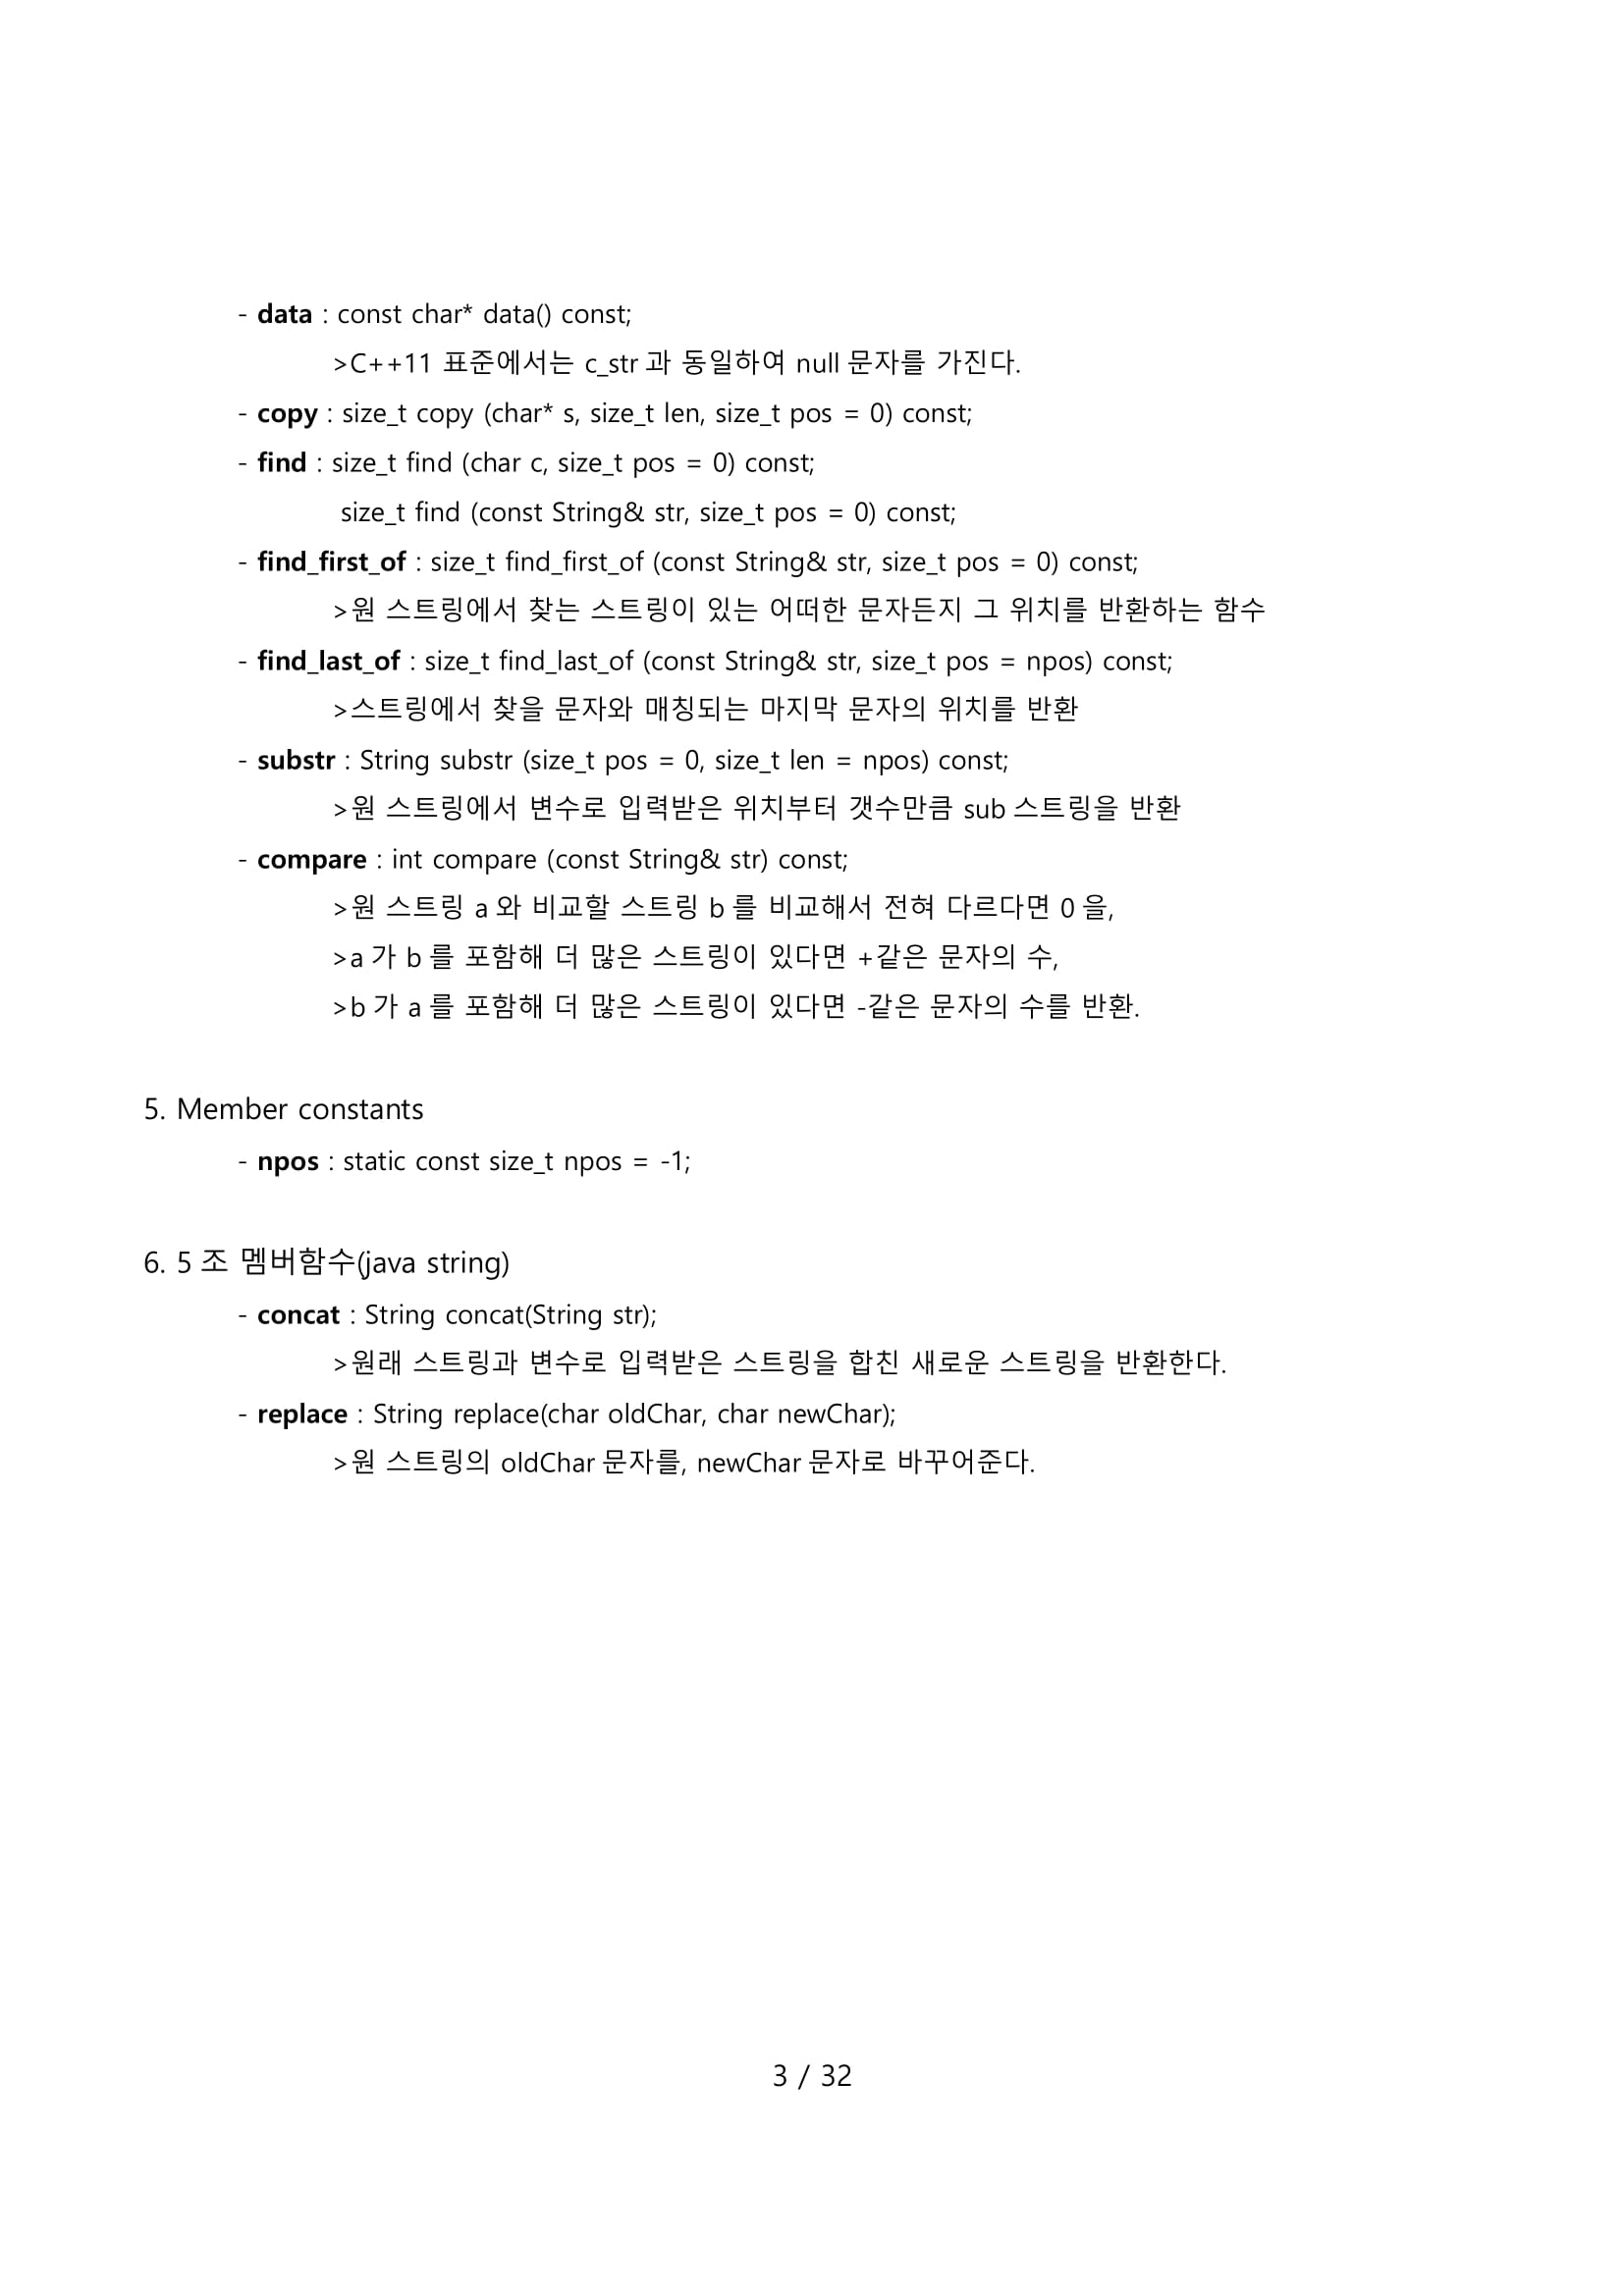 - data : const char* data() const;
>C++11 표준에서는 c_str 과 동일하여 null 문자를 가진다.
- copy : size_t copy (char* s, size_t len, size_t pos = 0) const;
- find : size_t find (char c, size_t pos = 0) const;
size_t find (const String& str, size_t pos = 0) const;
- find_first_of : size_t find_first_of (const String& str, size_t pos = 0) const;
>원 스트링에서 찾는 스트링이 있는 어떠한 문자든지 그 위치를 반환하는 함수
- find_last_of : size_t find_last_of (const String& str, size_t pos = npos) const;
>스트링에서 찾을 문자와 매칭되는 마지막 문자의 위치를 반환
- substr : String substr (size_t pos = 0, size_t len = npos) const;
>원 스트링에서 변수로 입력받은 위치부터 갯수만큼 sub 스트링을 반환
- compare : int compare (const String& str) const;
>원 스트링 a 와 비교할 스트링 b 를 비교해서 전혀 다르다면 0 을,
>a 가 b 를 포함해 더 많은 스트링이 있다면 +같은 문자의 수,
>b 가 a 를 포함해 더 많은 스트링이 있다면 -같은 문자의 수를 반환.
5. Member constants
- npos : static const size_t npos = -1;
6. 5 조 멤버함수(java string)
- concat : String concat(String str);
>원래 스트링과 변수로 입력받은 스트링을 합친 새로운 스트링을 반환한다.
- replace : String replace(char oldChar, char newChar);
>원 스트링의 oldChar 문자를, newChar 문자로 바꾸어준다.
3 / 32